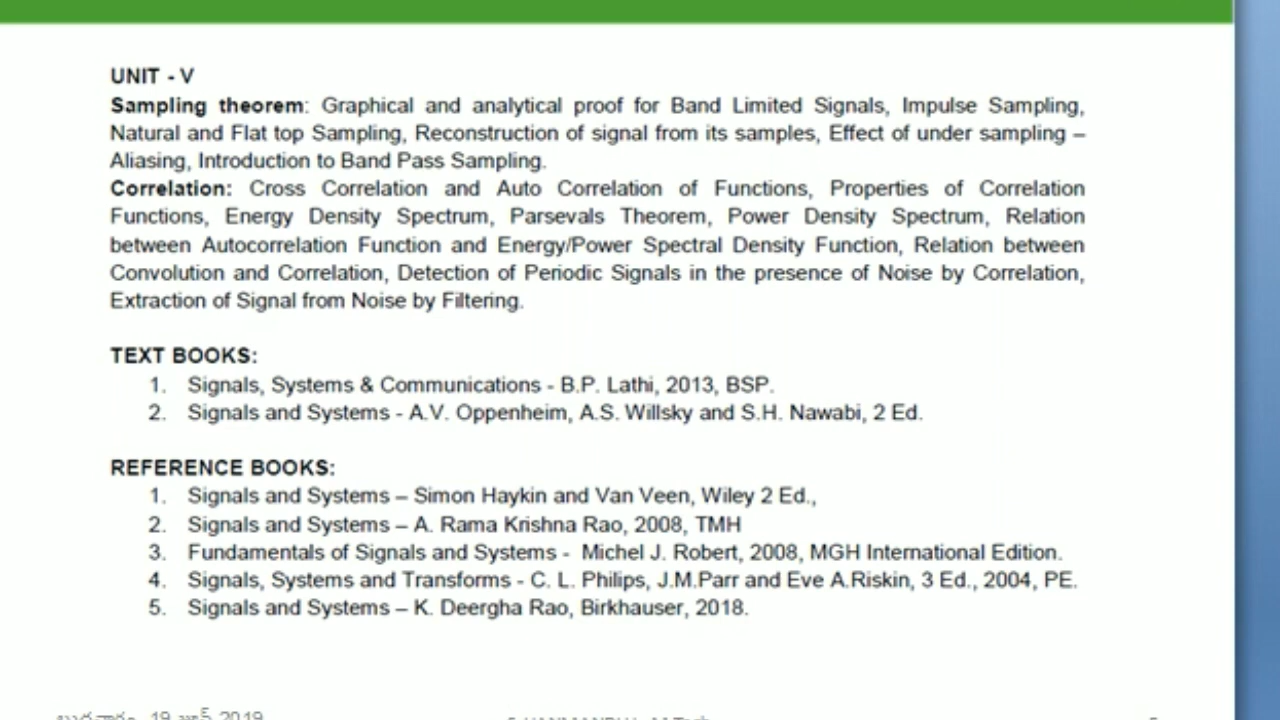 UNIT - V
Sampling theorem: Graphical and analytical proof for Band Limited Signals, Impulse Sampling,
Natural and Flat top Sampling, Reconstruction of signal from its samples, Effect of under sampling –
Aliasing, Introduction to Band Pass Sampling.
Correlation: Cross Correlation and Auto Correlation of Functions, Properties of Correlation
Functions, Energy Density Spectrum, Parsevals Theorem, Power Density Spectrum, Relation
between Autocorrelation Function and Energy/Power Spectral Density Function, Relation between
Convolution and Correlation, Detection of Periodic Signals in the presence of Noise by Correlation,
Extraction of Signal from Noise by Filtering.
TEXT BOOKS:
1. Signals, Systems & Communications - B.P. Lathi, 2013, BSP.
2. Signals and Systems - A.V. Oppenheim, A.S. Willsky and S.H. Nawabi, 2 Ed.
REFERENCE BOOKS:
1. Signals and Systems – Simon Haykin and Van Veen, Wiley 2 Ed.,
2. Signals and Systems – A. Rama Krishna Rao, 2008, TMH
3. Fundamentals of Signals and Systems - Michel J. Robert, 2008, MGH International Edition.
4. Signals, Systems and Transforms - C. L. Philips, J.M.Parr and Eve A.Riskin, 3 Ed., 2004, PE.
5. Signals and Systems – K. Deergha Rao, Birkhauser, 2018.
19 2019